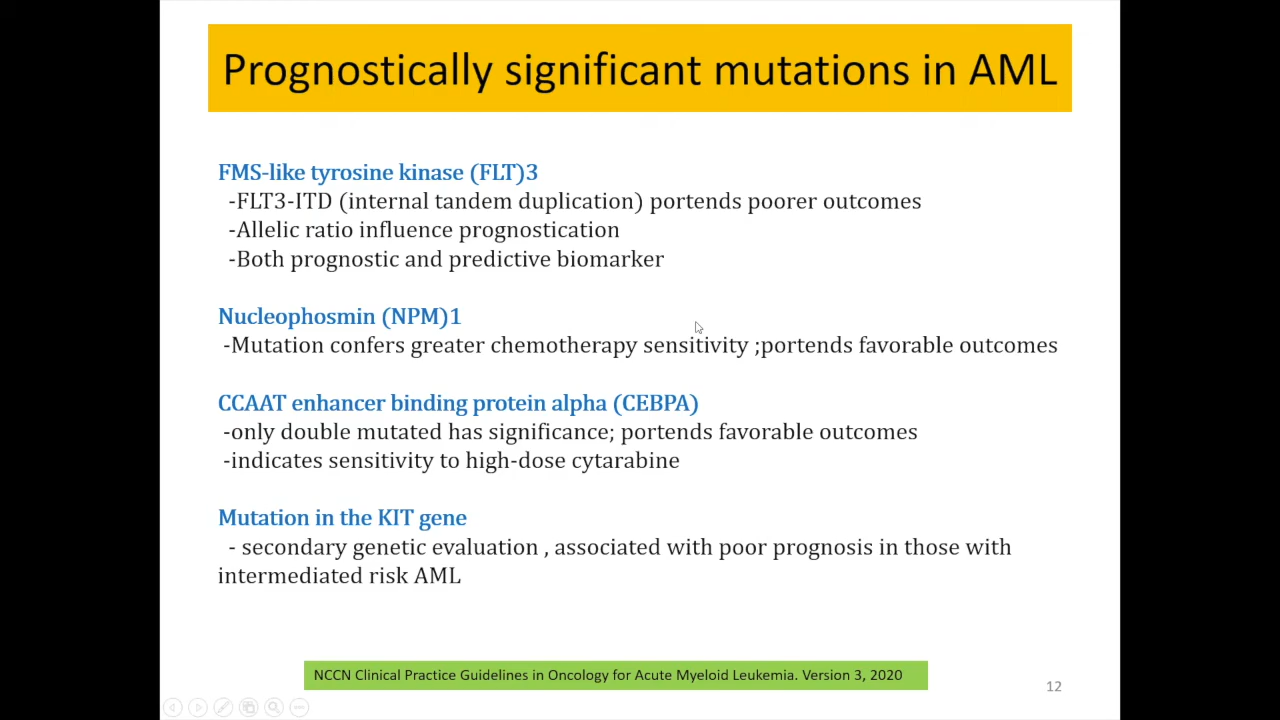 Prognostically significant mutations in AML
FMS-like tyrosine kinase (FLT)3
-FLT3-ITD (internal tandem duplication) portends poorer outcomes
-Allelic ratio influence prognostication
-Both prognostic and predictive biomarker
Nucleophosmin (NPM)1
-Mutation confers greater chemotherapy sensitivity ;portends favorable outcomes
CCAAT enhancer binding protein alpha (CEBPA)
-only double mutated has significance; portends favorable outcomes
-indicates sensitivity to high-dose cytarabine
Mutation in the KIT gene
- secondary genetic evaluation , associated with poor prognosis in those with
intermediated risk AML
NCCN Clinical Practice Guidelines in Oncology for Acute Myeloid Leukemia. Version 3, 2020
12